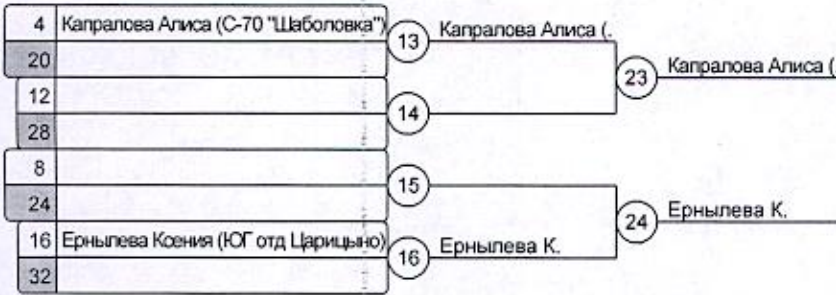 4 Капралова Алиса (С-70 "Шаболовка")
20
13 Капралова Алиса (.
23 Капралова Алиса (.
12
28
14
8
24
15
24 Ернылева К.
16 Ернылева Ксения (ЮГ отд Царицыно)
32
16 Ернылева К.